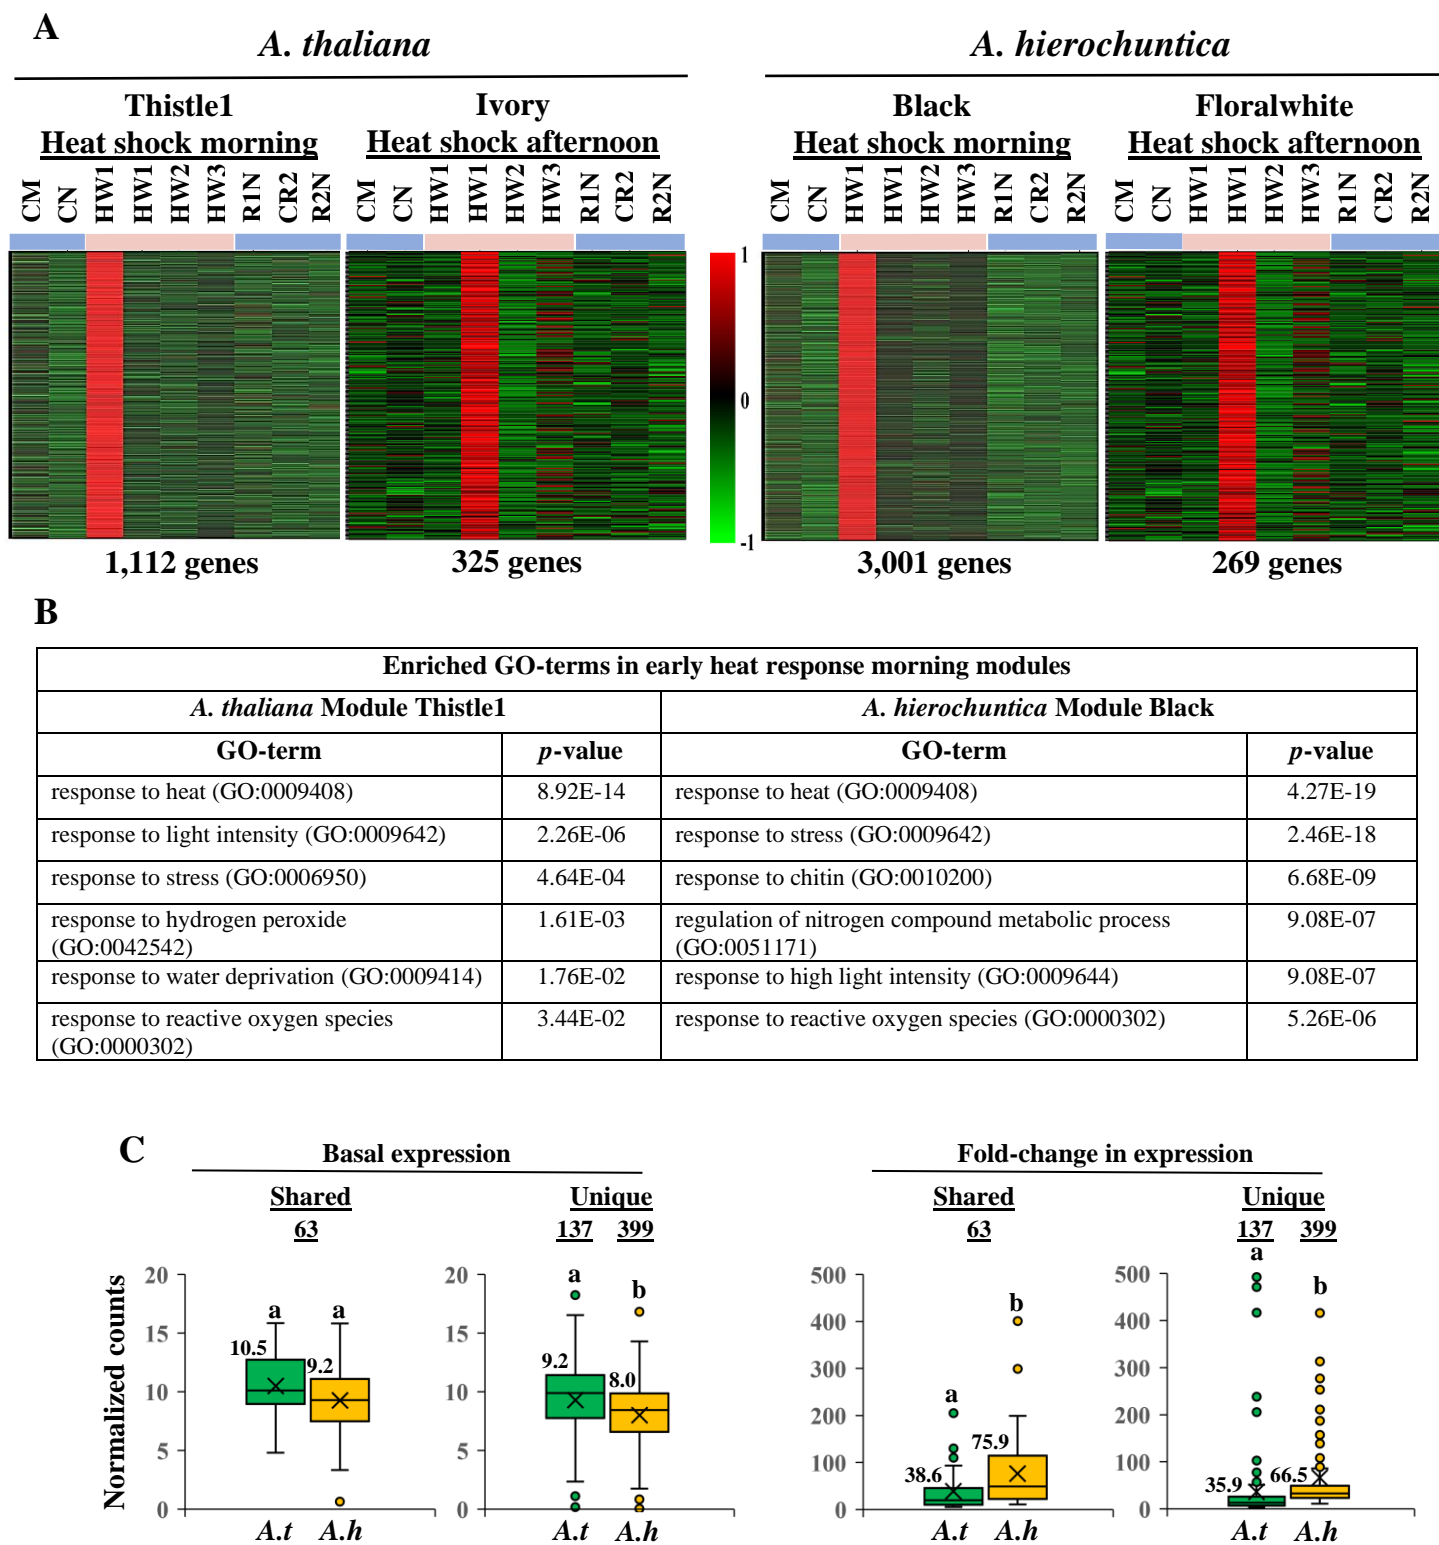 A
A. thaliana
A. hierochuntica
Thistle1
Heat shock morning
Ivory
Heat shock afternoon
Black
Heat shock morning
Floralwhite
Heat shock afternoon
CM CN HW1 HW1 HW2 HW3 R1N CR2 R2N
CM CN HW1 HW1 HW2 HW3 R1N CR2 R2N
CM CN HW1 HW1 HW2 HW3 R1N CR2 R2N
CM CN HW1 HW1 HW2 HW3 R1N CR2 R2N
1
0
-1
1,112 genes
325 genes
3,001 genes
269 genes
B
Enriched GO-terms in early heat response morning modules
A. thaliana Module Thistle1
A. hierochuntica Module Black
GO-term p-value GO-term p-value
response to heat (GO:0009408) 8.92E-14 response to heat (GO:0009408) 4.27E-19
response to light intensity (GO:0009642) 2.26E-06 response to stress (GO:0009642) 2.46E-18
response to stress (GO:0006950) 4.64E-04 response to chitin (GO:0010200) 6.68E-09
response to hydrogen peroxide
(GO:0042542)
1.61E-03
regulation of nitrogen compound metabolic process
(GO:0051171)
9.08E-07
response to water deprivation (GO:0009414) 1.76E-02 response to high light intensity (GO:0009644) 9.08E-07
response to reactive oxygen species
(GO:0000302)
3.44E-02
response to reactive oxygen species (GO:0000302) 5.26E-06
C
Basal expression
Fold-change in expression
Shared
63
Unique
137 399
Shared
63
Unique
137 399
Normalized counts
20
15
10
5
0
a a
10.5
9.2
A.t A.h
20
15
10
5
0
a b
9.2
8.0
A.t A.h
500
400
300
200
100
0
a b
38.6
75.9
A.t A.h
500
400
300
200
100
0
a b
35.9
66.5
A.t A.h